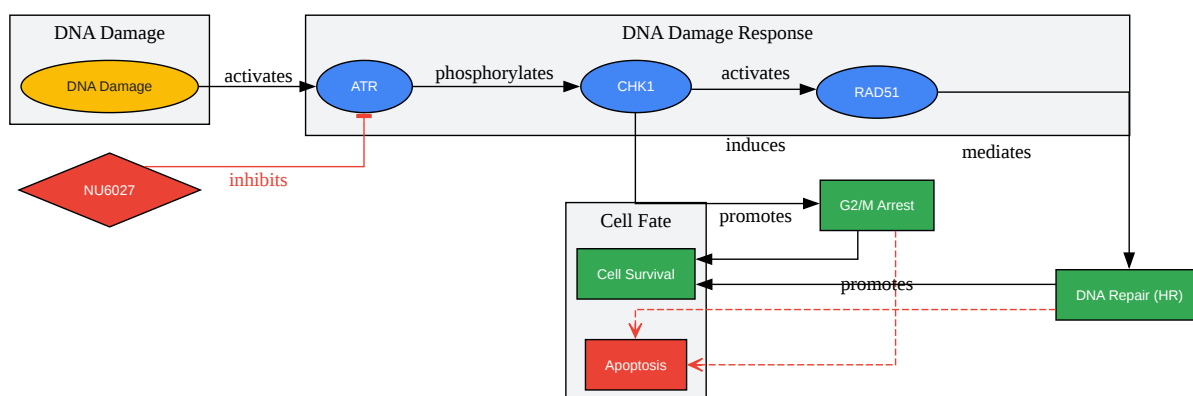 DNA Damage
DNA Damage Response
DNA Damage
activates
ATR
phosphorylates
CHK1
activates
RAD51
induces
mediates
NU6027
inhibits
G2/M Arrest
promotes
Cell Fate
Cell Survival
promotes
DNA Repair (HR)
Apoptosis